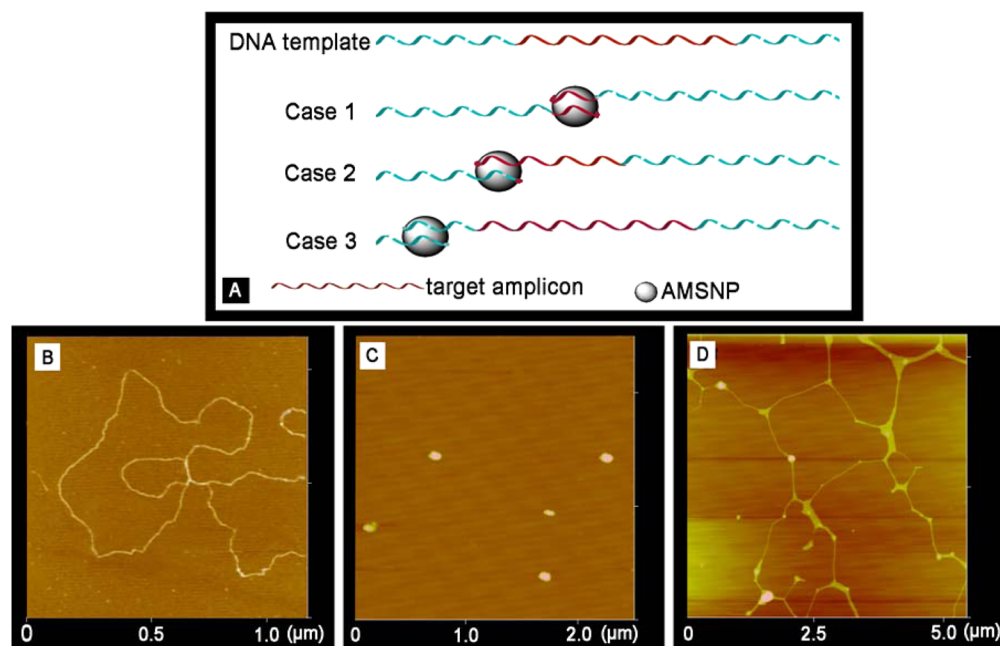 DNA template
Case 1
Case 2
Case 3
A
target amplicon
AMSNP
B
0
0.5
1.0 (µm)
C
0
1.0
2.0 (µm)
D
0
2.5
5.0 (µm)